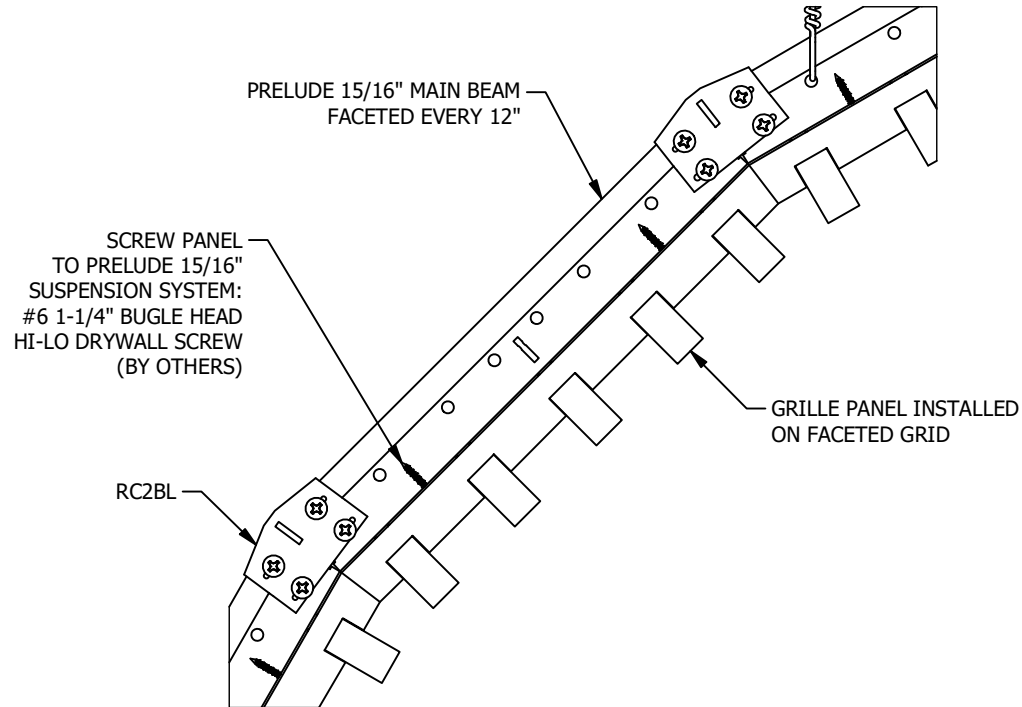 PRELUDE 15/16" MAIN BEAM
FACETED EVERY 12"
SCREW PANEL
TO PRELUDE 15/16"
SUSPENSION SYSTEM:
#6 1-1/4" BUGLE HEAD
HI-LO DRYWALL SCREW
(BY OTHERS)
GRILLE PANEL INSTALLED
ON FACETED GRID
RC2BL